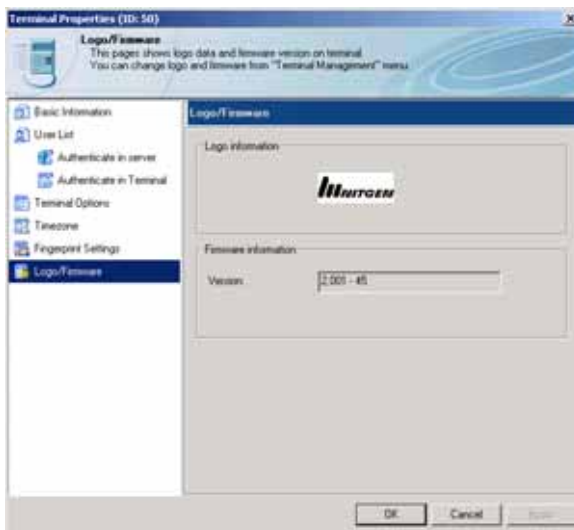 Terminal Properties (ID: 50)
Logo/Firmware
This pages shows logo data and firmware version on terminal.
You can change logo and firmware from "Terminal Management" menu.
Basic Information
User List
Authenticate in server
Authenticate in Terminal
Terminal Options
Timezone
Fingerprint Settings
Logo/Firmware
Logo/Firmware
Logo information
NITGEN
Firmware information
Version
2.001 - 45
OK
Cancel
Apply